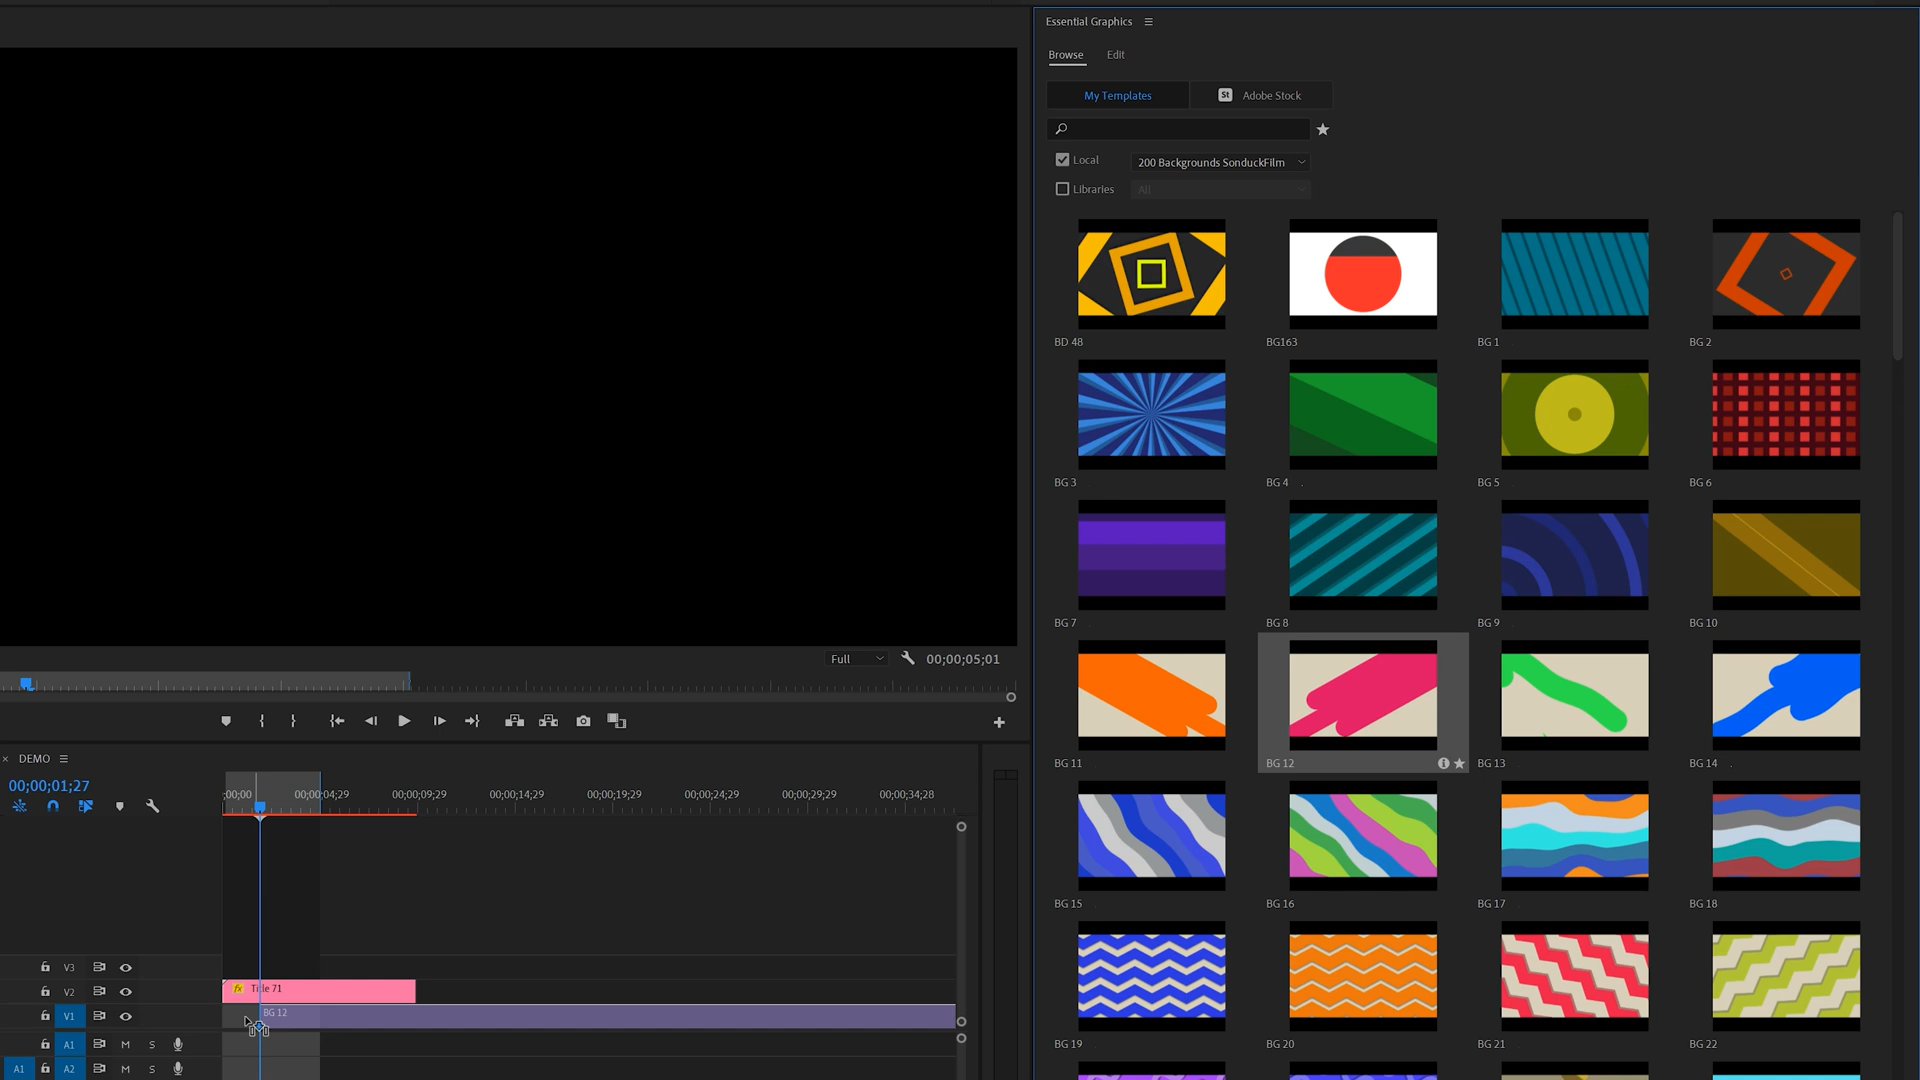 Essential Graphics
Browse Edit
My Templates St Adobe Stock
Local 200 Backgrounds SonduckFilm
Libraries All
BD 48 BG163 BG 1 BG 2
BG 3 BG 4 BG 5 BG 6
BG 7 BG 8 BG 9 BG 10
BG 11 BG 12 BG 13 BG 14
BG 15 BG 16 BG 17 BG 18
BG 19 BG 20 BG 21 BG 22
Full 00;00;05;01
× DEMO
00;00;01;27
;00;00 00;00;04;29 00;00;09;29 00;00;14;29 00;00;19;29 00;00;24;29 00;00;29;29 00;00;34;28
V3
V2 fx Title 71
V1 BG 12
A1 M S
A1 A2 M S